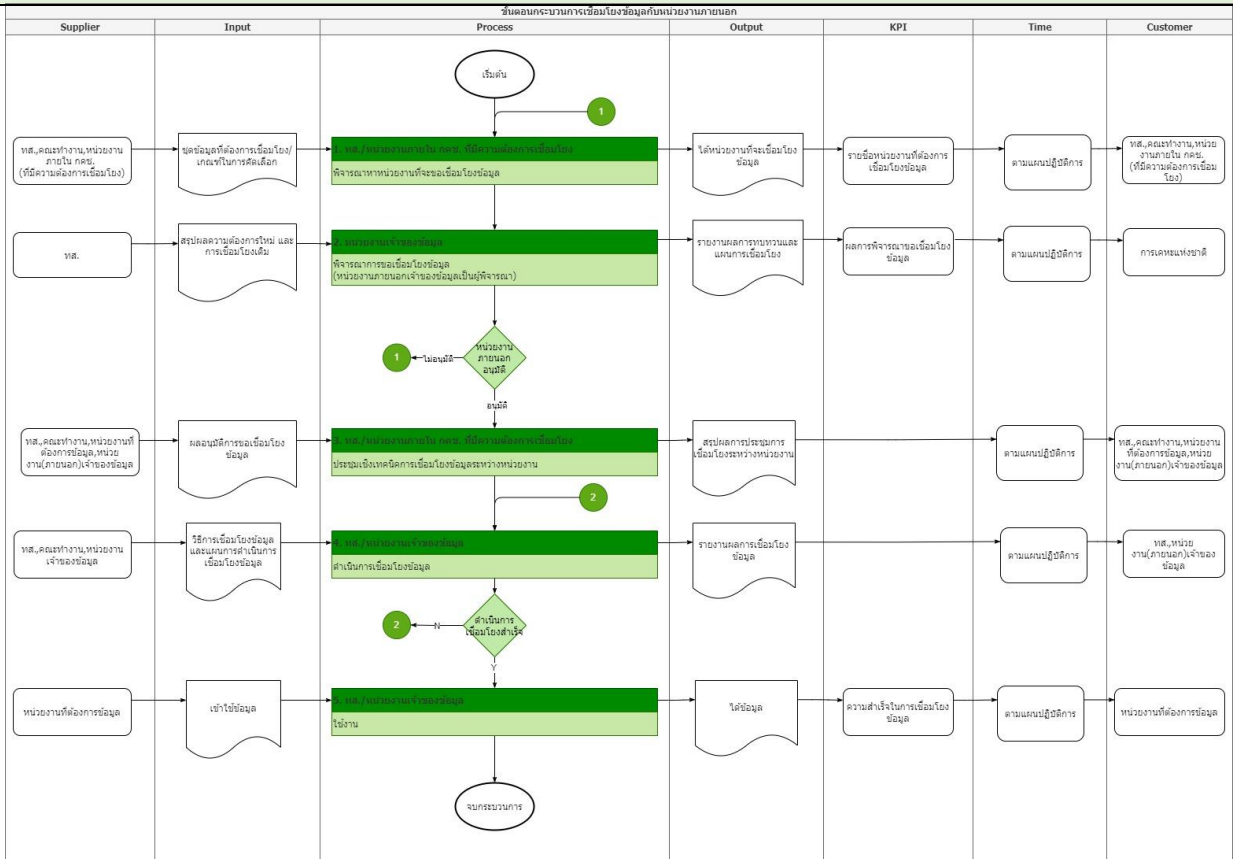 ขั้นตอนกระบวนการเชื่อมโยงข้อมูลกับหน่วยงานภายนอก
Supplier
Input
Process
Output
KPI
Time
Customer
เริ่มต้น
1
ทส.,คณะทำงาน,หน่วยงาน
ภายใน กคช.
(ที่มีความต้องการเชื่อมโยง)
ชุดข้อมูลที่ต้องการเชื่อมโยง/
เกณฑ์ในการคัดเลือก
1. ทส./หน่วยงานภายใน กคช. ที่มีความต้องการเชื่อมโยง
พิจารณาหาหน่วยงานที่จะขอเชื่อมโยงข้อมูล
ได้หน่วยงานที่จะเชื่อมโยง
ข้อมูล
รายชื่อหน่วยงานที่ต้องการ
เชื่อมโยงข้อมูล
ตามแผนปฏิบัติการ
ทส.,คณะทำงาน,หน่วย
งานภายใน กคช.
(ที่มีความต้องการเชื่อม
โยง)
ทส.
สรุปผลความต้องการใหม่ และ
การเชื่อมโยงเดิม
2. หน่วยงานเจ้าของข้อมูล
พิจารณาการขอเชื่อมโยงข้อมูล
(หน่วยงานภายนอกเจ้าของข้อมูลเป็นผู้พิจารณา)
รายงานผลการทบทวนและ
แผนการเชื่อมโยง
ผลการพิจารณาขอเชื่อมโยง
ข้อมูล
ตามแผนปฏิบัติการ
การเคหะแห่งชาติ
หน่วยงาน
ภายนอก
อนุมัติ
ไม่อนุมัติ
1
อนุมัติ
ทส.,คณะทำงาน,หน่วยงานที่
ต้องการข้อมูล,หน่วย
งาน(ภายนอก)เจ้าของข้อมูล
ผลอนุมัติการขอเชื่อมโยง
ข้อมูล
3. ทส./หน่วยงานภายใน กคช. ที่มีความต้องการเชื่อมโยง
ประชุมเชิงเทคนิคการเชื่อมโยงข้อมูลระหว่างหน่วยงาน
สรุปผลการประชุมการ
เชื่อมโยงระหว่างหน่วยงาน
ตามแผนปฏิบัติการ
ทส.,คณะทำงาน,หน่วยงาน
ที่ต้องการข้อมูล,หน่วย
งาน(ภายนอก)เจ้าของข้อมูล
2
ทส.,คณะทำงาน,หน่วยงาน
เจ้าของข้อมูล
วิธีการเชื่อมโยงข้อมูล
และแผนการดำเนินการ
เชื่อมโยงข้อมูล
4. ทส./หน่วยงานเจ้าของข้อมูล
ดำเนินการเชื่อมโยงข้อมูล
รายงานผลการเชื่อมโยง
ข้อมูล
ตามแผนปฏิบัติการ
ทส.,หน่วย
งาน(ภายนอก)เจ้าของ
ข้อมูล
ดำเนินการ
เชื่อมโยงสำเร็จ
N
2
Y
หน่วยงานที่ต้องการข้อมูล
เข้าใช้ข้อมูล
5. ทส./หน่วยงานเจ้าของข้อมูล
ใช้งาน
ได้ข้อมูล
ความสำเร็จในการเชื่อมโยง
ข้อมูล
ตามแผนปฏิบัติการ
หน่วยงานที่ต้องการข้อมูล
จบกระบวนการ